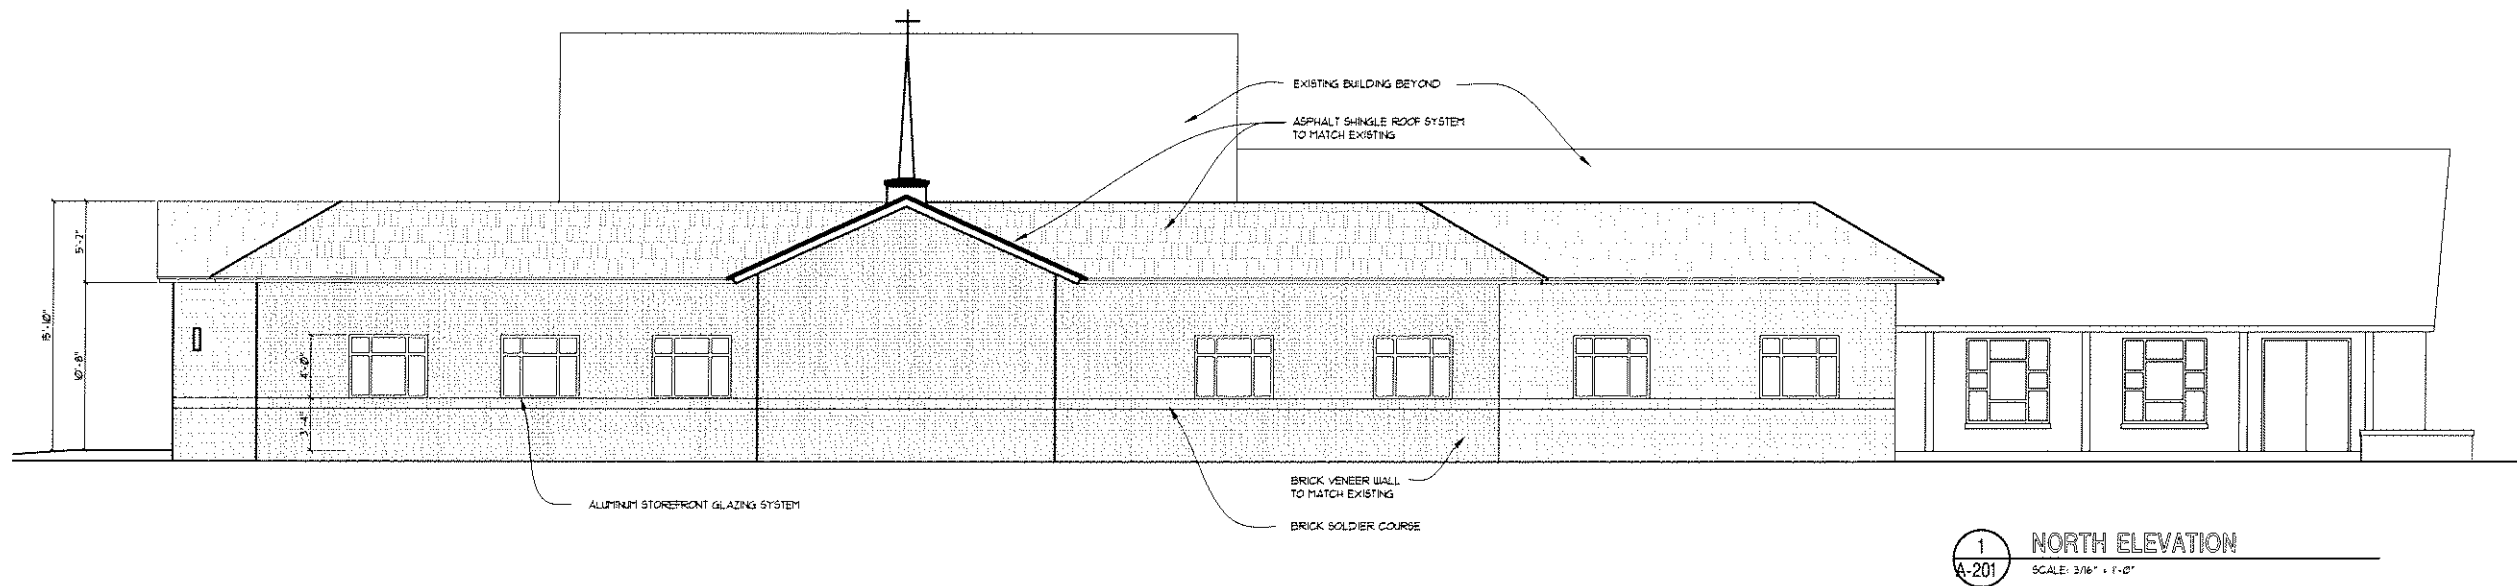 EXISTING BUILDING BEYOND
ASPHALT SHINGLE ROOF SYSTEM
TO MATCH EXISTING
5'-2"
15'-10"
10'-8"
4'-0"
3'-4"
BRICK VENEER WALL
TO MATCH EXISTING
ALUMINUM STOREFRONT GLAZING SYSTEM
BRICK SOLDIER COURSE
1
A-201
NORTH ELEVATION
SCALE: 3/16" = 1'-0"